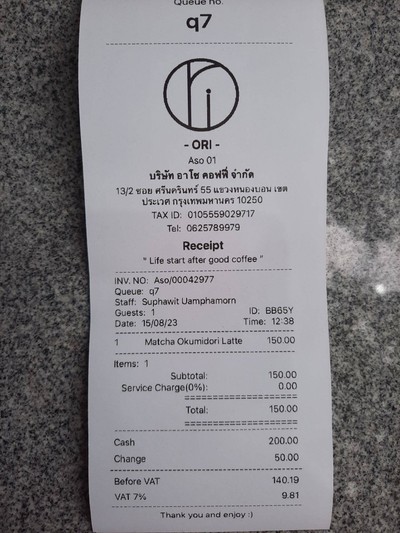 Queue no.
q7
ori
- ORI -
Aso 01
บริษัท อาโซ คอฟฟี่ จำกัด
13/2 ซอย ศรีนครินทร์ 55 แขวงหนองบอน เขต
ประเวศ กรุงเทพมหานคร 10250
TAX ID: 0105559029717
Tel: 0625789979
Receipt
" Life start after good coffee "
INV. NO: Aso/00042977
Queue: q7
Staff: Suphawit Uamphamorn
Guests: 1 ID: BB65Y
Date: 15/08/23 Time: 12:38
1 Matcha Okumidori Latte 150.00
Items: 1
Subtotal: 150.00
Service Charge(0%): 0.00
====================
Total: 150.00
====================
Cash 200.00
Change 50.00
Before VAT 140.19
VAT 7% 9.81
Thank you and enjoy :)